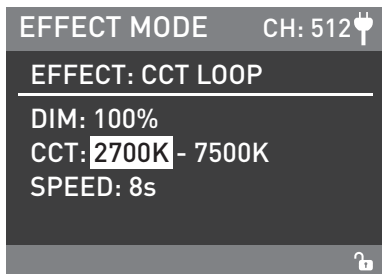 EFFECT MODE CH: 512
EFFECT: CCT LOOP
DIM: 100%
CCT: 2700K - 7500K
SPEED: 8s